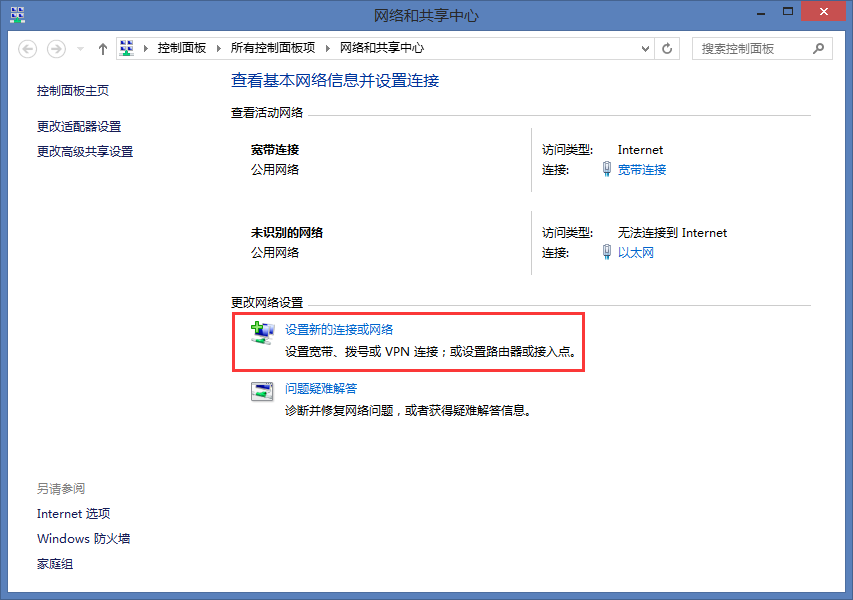 网络和共享中心
控制面板 所有控制面板项 网络和共享中心 搜索控制面板
控制面板主页
更改适配器设置
更改高级共享设置
查看基本网络信息并设置连接
查看活动网络
宽带连接 访问类型: Internet
公用网络 连接: 宽带连接
未识别的网络 访问类型: 无法连接到 Internet
公用网络 连接: 以太网
更改网络设置
设置新的连接或网络
设置宽带、拨号或 VPN 连接；或设置路由器或接入点。
问题疑难解答
诊断并修复网络问题，或者获得疑难解答信息。
另请参阅
Internet 选项
Windows 防火墙
家庭组